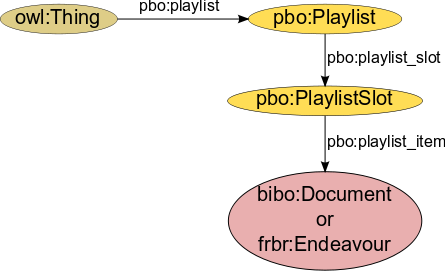 owl:Thing
pbo:playlist
pbo:Playlist
pbo:playlist_slot
pbo:PlaylistSlot
pbo:playlist_item
bibo:Document
or
frbr:Endeavour